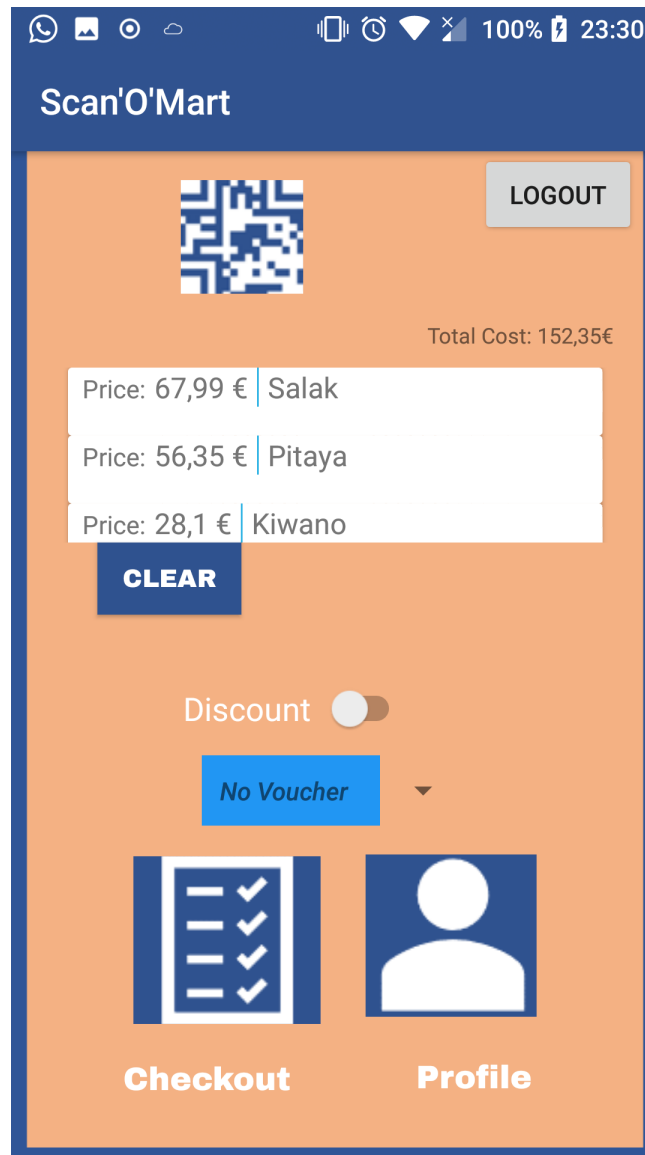 100% 23:30
Scan'O'Mart
LOGOUT
Total Cost: 152,35€
Price: 67,99 € Salak
Price: 56,35 € Pitaya
Price: 28,1 € Kiwano
CLEAR
Discount
No Voucher
Checkout Profile